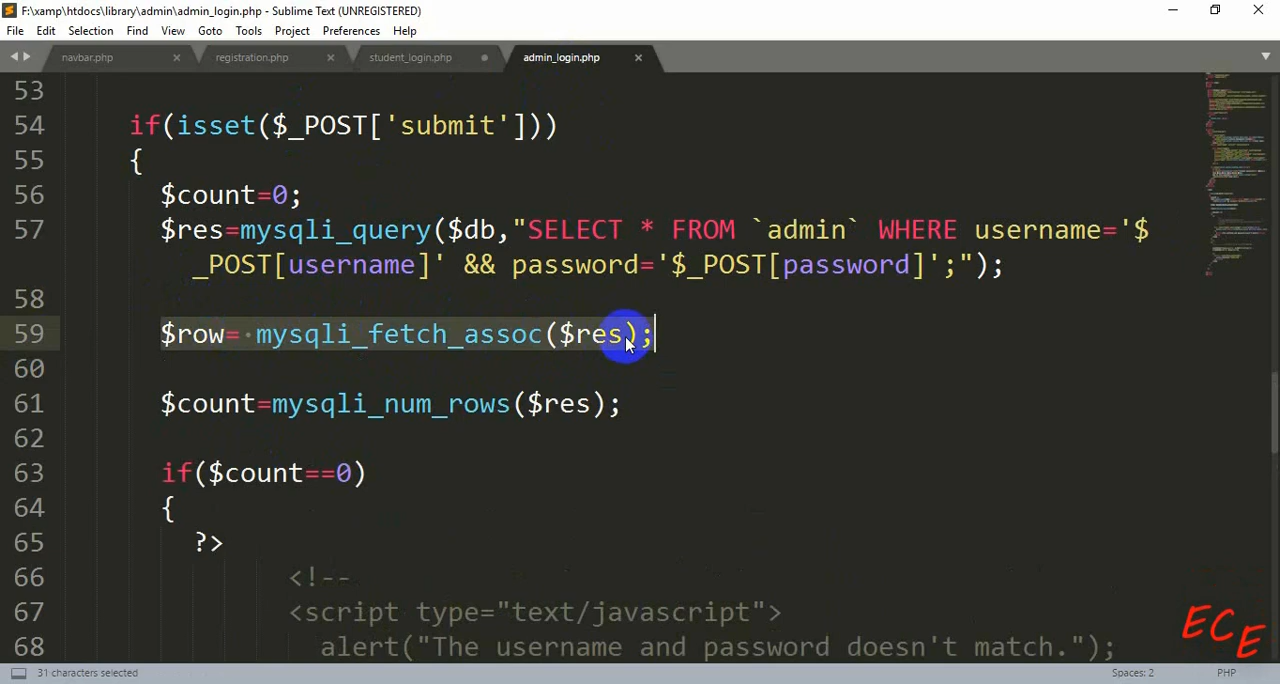 F:\xamp\htdocs\library\admin\admin_login.php - Sublime Text (UNREGISTERED)
File Edit Selection Find View Goto Tools Project Preferences Help
navbar.php registration.php student_login.php admin_login.php
53
54 if(isset($_POST['submit']))
55 {
56 $count=0;
57 $res=mysqli_query($db,"SELECT * FROM `admin` WHERE username='$
_POST[username]' && password='$_POST[password]';");
58
59 $row= mysqli_fetch_assoc($res);
60
61 $count=mysqli_num_rows($res);
62
63 if($count==0)
64 {
65 ?>
66 <!--
67 <script type="text/javascript">
68 alert("The username and password doesn't match.");
ECE
31 characters selected Spaces: 2 PHP